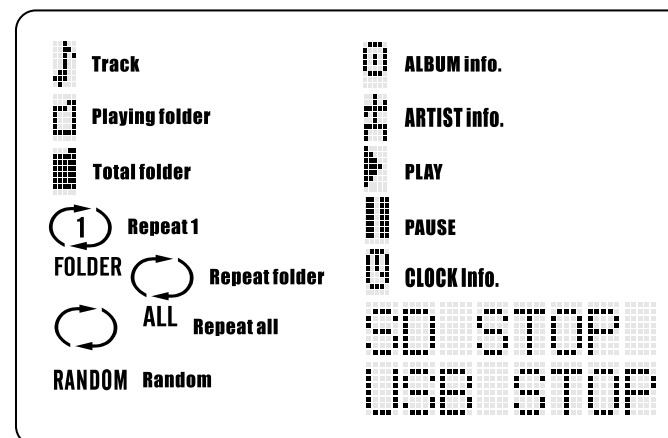 Track
Playing folder
Total folder
1 Repeat 1
FOLDER Repeat folder
ALL Repeat all
RANDOM Random
ALBUM info.
ARTIST info.
PLAY
PAUSE
CLOCK Info.
SD STOP
USB STOP